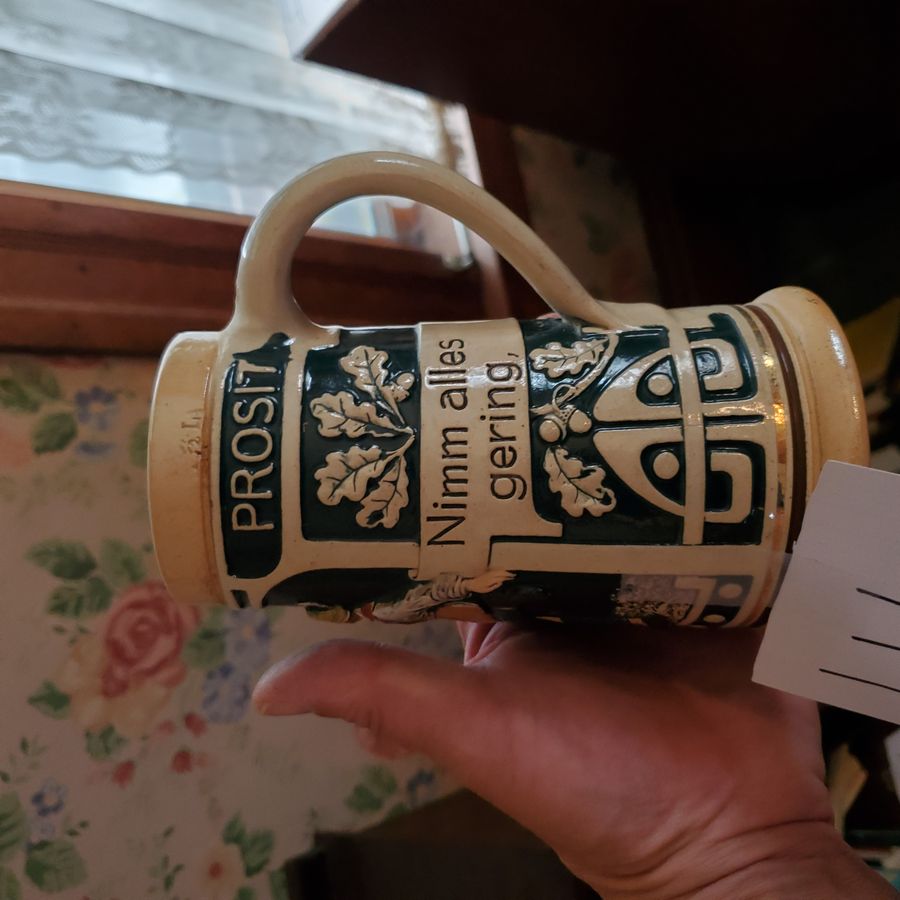 PROSIT
Nimm alles
gering,